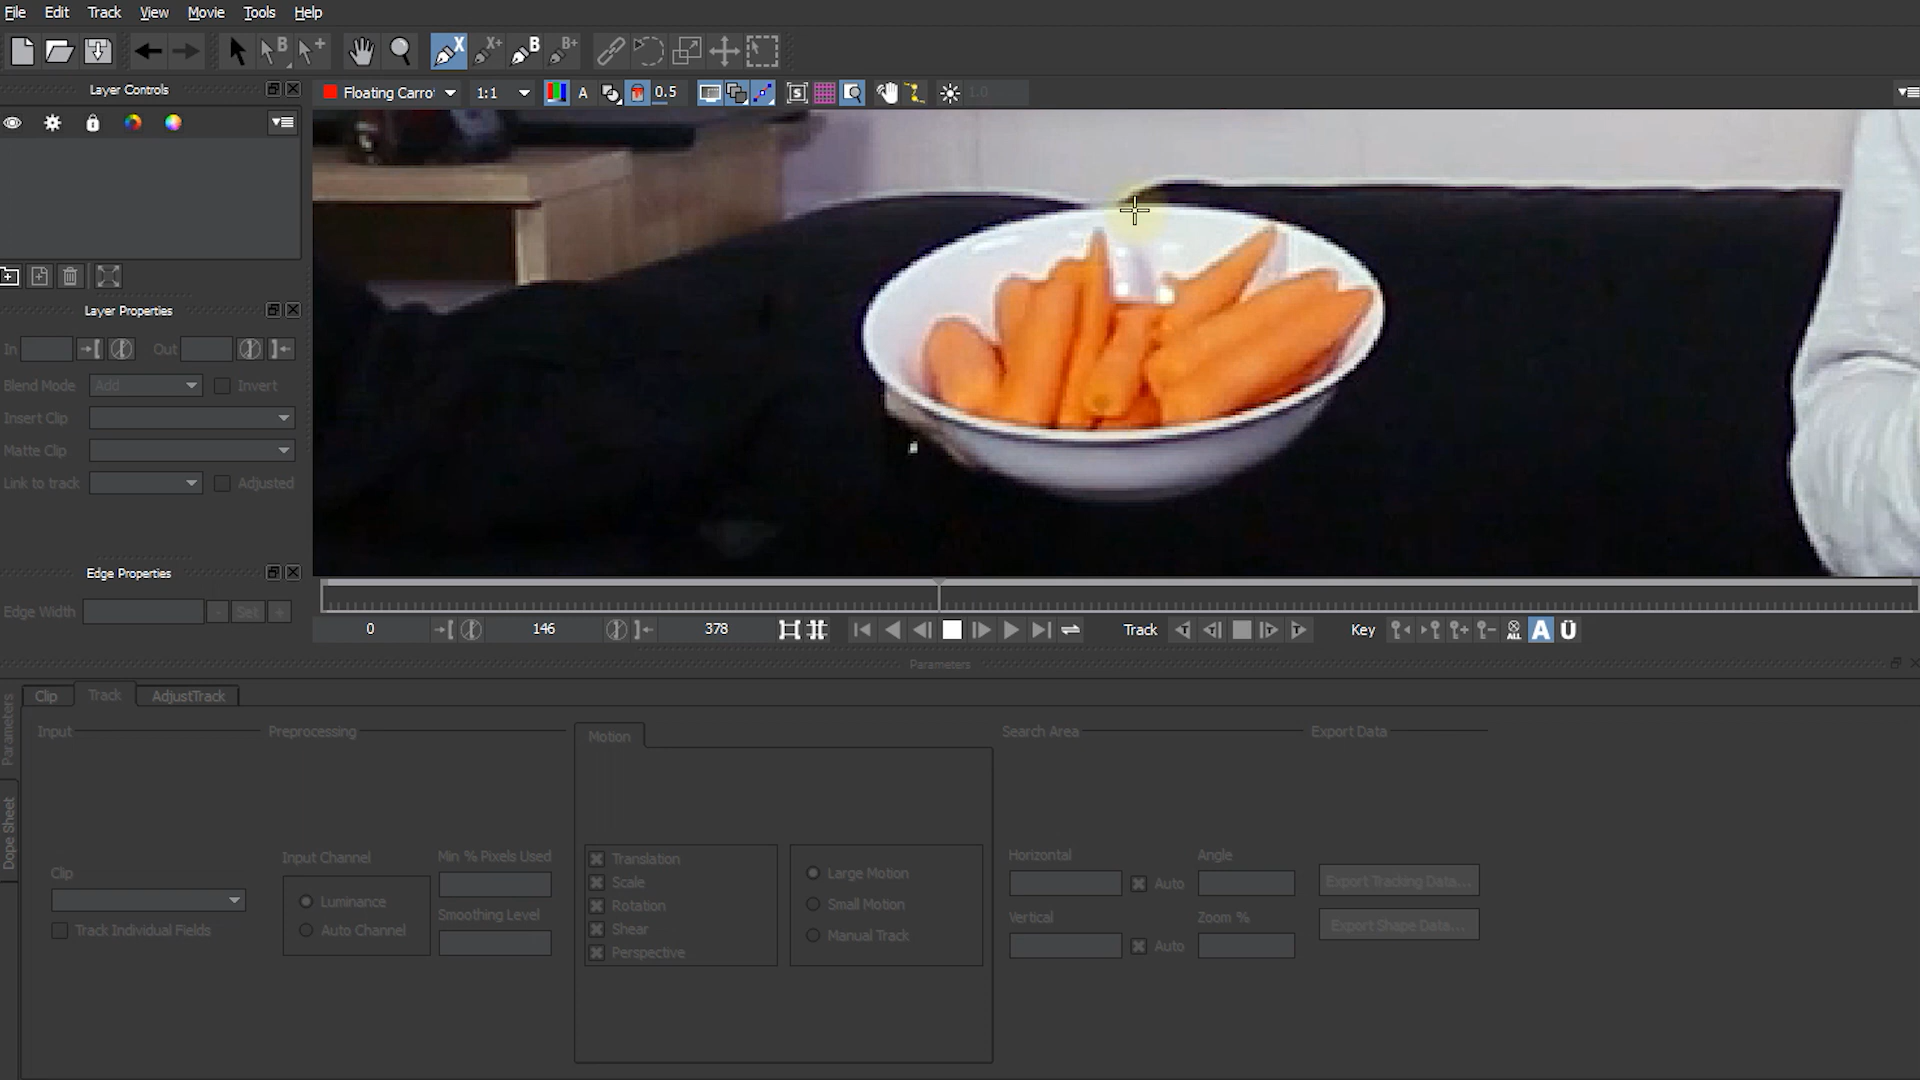 File Edit Track View Movie Tools Help
B
X X+ B B+
Layer Controls
Floating Carro 1:1 A 0.5 S 1.0
Layer Properties
In Out
Blend Mode Add Invert
Insert Clip
Matte Clip
Link to track Adjusted
Edge Properties
Edge Width - Set +
0 146 378 Track Key ALL A Ü
Parameters
Parameters
Dope Sheet
Clip Track AdjustTrack
Input Preprocessing Motion Search Area Export Data
Input Channel Min % Pixels Used
Clip
Luminance
Auto Channel
Smoothing Level
Track Individual Fields
Translation
Scale
Rotation
Shear
Perspective
Large Motion
Small Motion
Manual Track
Horizontal Angle
Auto
Vertical Zoom %
Auto
Export Tracking Data...
Export Shape Data...